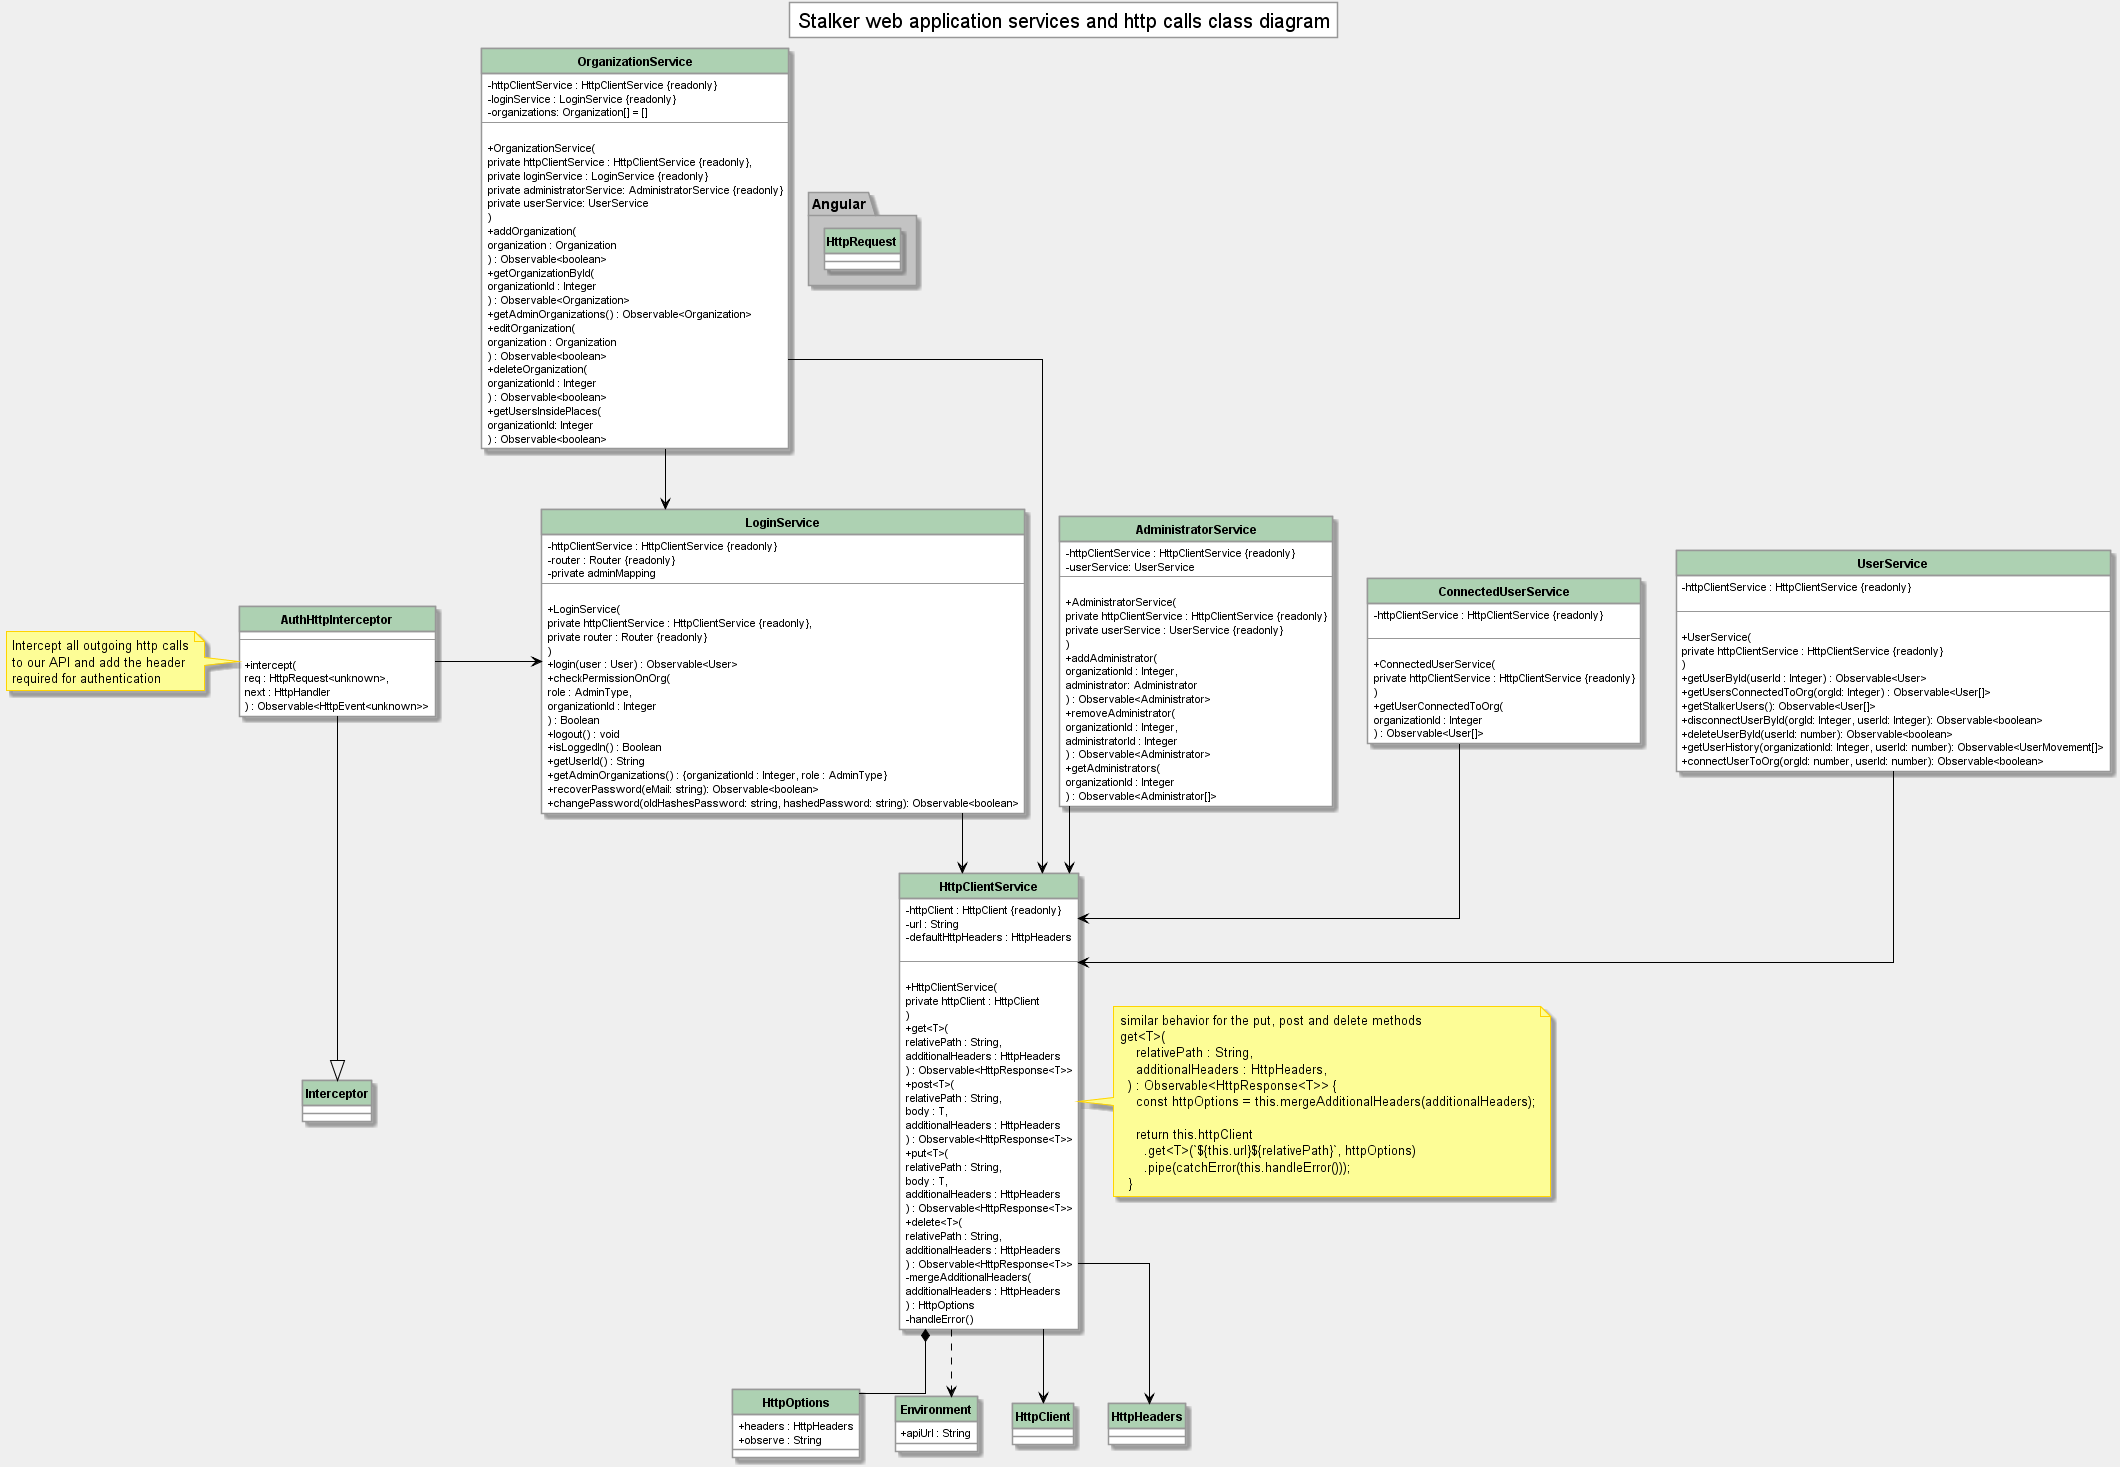 Stalker web application services and http calls class diagram
OrganizationService
-httpClientService : HttpClientService {readonly}
-loginService : LoginService {readonly}
-organizations: Organization[] = []
+OrganizationService(
private httpClientService : HttpClientService {readonly},
private loginService : LoginService {readonly}
private administratorService: AdministratorService {readonly}
private userService: UserService
)
+addOrganization(
organization : Organization
) : Observable<boolean>
+getOrganizationById(
organizationId : Integer
) : Observable<Organization>
+getAdminOrganizations() : Observable<Organization>
+editOrganization(
organization : Organization
) : Observable<boolean>
+deleteOrganization(
organizationId : Integer
) : Observable<boolean>
+getUsersInsidePlaces(
organizationId: Integer
) : Observable<boolean>
Angular
HttpRequest
LoginService
-httpClientService : HttpClientService {readonly}
-router : Router {readonly}
-private adminMapping
+LoginService(
private httpClientService : HttpClientService {readonly},
private router : Router {readonly}
)
+login(user : User) : Observable<User>
+checkPermissionOnOrg(
role : AdminType,
organizationId : Integer
) : Boolean
+logout() : void
+isLoggedIn() : Boolean
+getUserId() : String
+getAdminOrganizations() : {organizationId : Integer, role : AdminType}
+recoverPassword(eMail: string): Observable<boolean>
+changePassword(oldHashesPassword: string, hashedPassword: string): Observable<boolean>
AdministratorService
-httpClientService : HttpClientService {readonly}
-userService: UserService
+AdministratorService(
private httpClientService : HttpClientService {readonly}
private userService : UserService {readonly}
)
+addAdministrator(
organizationId : Integer,
administrator: Administrator
) : Observable<Administrator>
+removeAdministrator(
organizationId : Integer,
administratorId : Integer
) : Observable<Administrator>
+getAdministrators(
organizationId : Integer
) : Observable<Administrator[]>
ConnectedUserService
-httpClientService : HttpClientService {readonly}
+ConnectedUserService(
private httpClientService : HttpClientService {readonly}
)
+getUserConnectedToOrg(
organizationId : Integer
) : Observable<User[]>
UserService
-httpClientService : HttpClientService {readonly}
+UserService(
private httpClientService : HttpClientService {readonly}
)
+getUserById(userId : Integer) : Observable<User>
+getUsersConnectedToOrg(orgId: Integer) : Observable<User[]>
+getStalkerUsers(): Observable<User[]>
+disconnectUserById(orgId: Integer, userId: Integer): Observable<boolean>
+deleteUserById(userId: number): Observable<boolean>
+getUserHistory(organizationId: Integer, userId: number): Observable<UserMovement[]>
+connectUserToOrg(orgId: number, userId: number): Observable<boolean>
Intercept all outgoing http calls
to our API and add the header
required for authentication
AuthHttpInterceptor
+intercept(
req : HttpRequest<unknown>,
next : HttpHandler
) : Observable<HttpEvent<unknown>>
Interceptor
HttpClientService
-httpClient : HttpClient {readonly}
-url : String
-defaultHttpHeaders : HttpHeaders
+HttpClientService(
private httpClient : HttpClient
)
+get<T>(
relativePath : String,
additionalHeaders : HttpHeaders
) : Observable<HttpResponse<T>>
+post<T>(
relativePath : String,
body : T,
additionalHeaders : HttpHeaders
) : Observable<HttpResponse<T>>
+put<T>(
relativePath : String,
body : T,
additionalHeaders : HttpHeaders
) : Observable<HttpResponse<T>>
+delete<T>(
relativePath : String,
additionalHeaders : HttpHeaders
) : Observable<HttpResponse<T>>
-mergeAdditionalHeaders(
additionalHeaders : HttpHeaders
) : HttpOptions
-handleError()
similar behavior for the put, post and delete methods
get<T>(
relativePath : String,
additionalHeaders : HttpHeaders,
) : Observable<HttpResponse<T>> {
const httpOptions = this.mergeAdditionalHeaders(additionalHeaders);
return this.httpClient
.get<T>(`${this.url}${relativePath}`, httpOptions)
.pipe(catchError(this.handleError()));
}
HttpOptions
+headers : HttpHeaders
+observe : String
Environment
+apiUrl : String
HttpClient
HttpHeaders